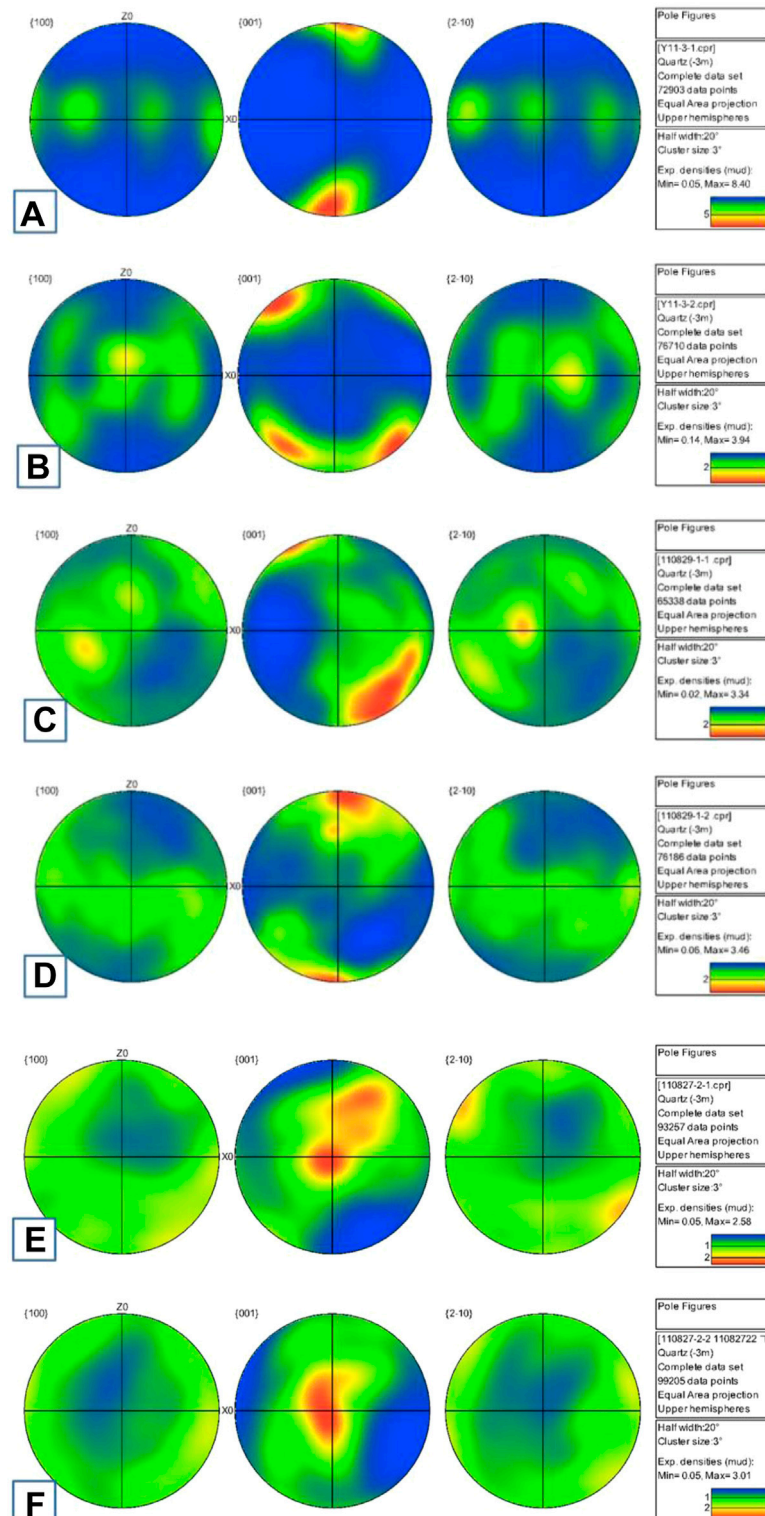 {100} Z0 {001} {2-10} Pole Figures
[Y11-3-1.cpr]
Quartz (-3m)
Complete data set
72903 data points
Equal Area projection
Upper hemispheres
X0
Half width:20°
Cluster size:3°
Exp. densities (mud):
Min= 0.05, Max= 8.40
5
A
{100} Z0 {001} {2-10} Pole Figures
[Y11-3-2.cpr]
Quartz (-3m)
Complete data set
76710 data points
Equal Area projection
Upper hemispheres
X0
Half width:20°
Cluster size:3°
Exp. densities (mud):
Min= 0.14, Max= 3.94
2
B
{100} Z0 {001} {2-10} Pole Figures
[110829-1-1 .cpr]
Quartz (-3m)
Complete data set
65338 data points
Equal Area projection
Upper hemispheres
X0
Half width:20°
Cluster size:3°
Exp. densities (mud):
Min= 0.02, Max= 3.34
2
C
{100} Z0 {001} {2-10} Pole Figures
[110829-1-2 .cpr]
Quartz (-3m)
Complete data set
76186 data points
Equal Area projection
Upper hemispheres
X0
Half width:20°
Cluster size:3°
Exp. densities (mud):
Min= 0.06, Max= 3.46
2
D
{100} Z0 {001} {2-10} Pole Figures
[110827-2-1.cpr]
Quartz (-3m)
Complete data set
93257 data points
Equal Area projection
Upper hemispheres
X0
Half width:20°
Cluster size:3°
Exp. densities (mud):
Min= 0.05, Max= 2.58
1
2
E
{100} Z0 {001} {2-10} Pole Figures
[110827-2-2 11082722
Quartz (-3m)
Complete data set
99205 data points
Equal Area projection
Upper hemispheres
X0
Half width:20°
Cluster size:3°
Exp. densities (mud):
Min= 0.05, Max= 3.01
1
2
F